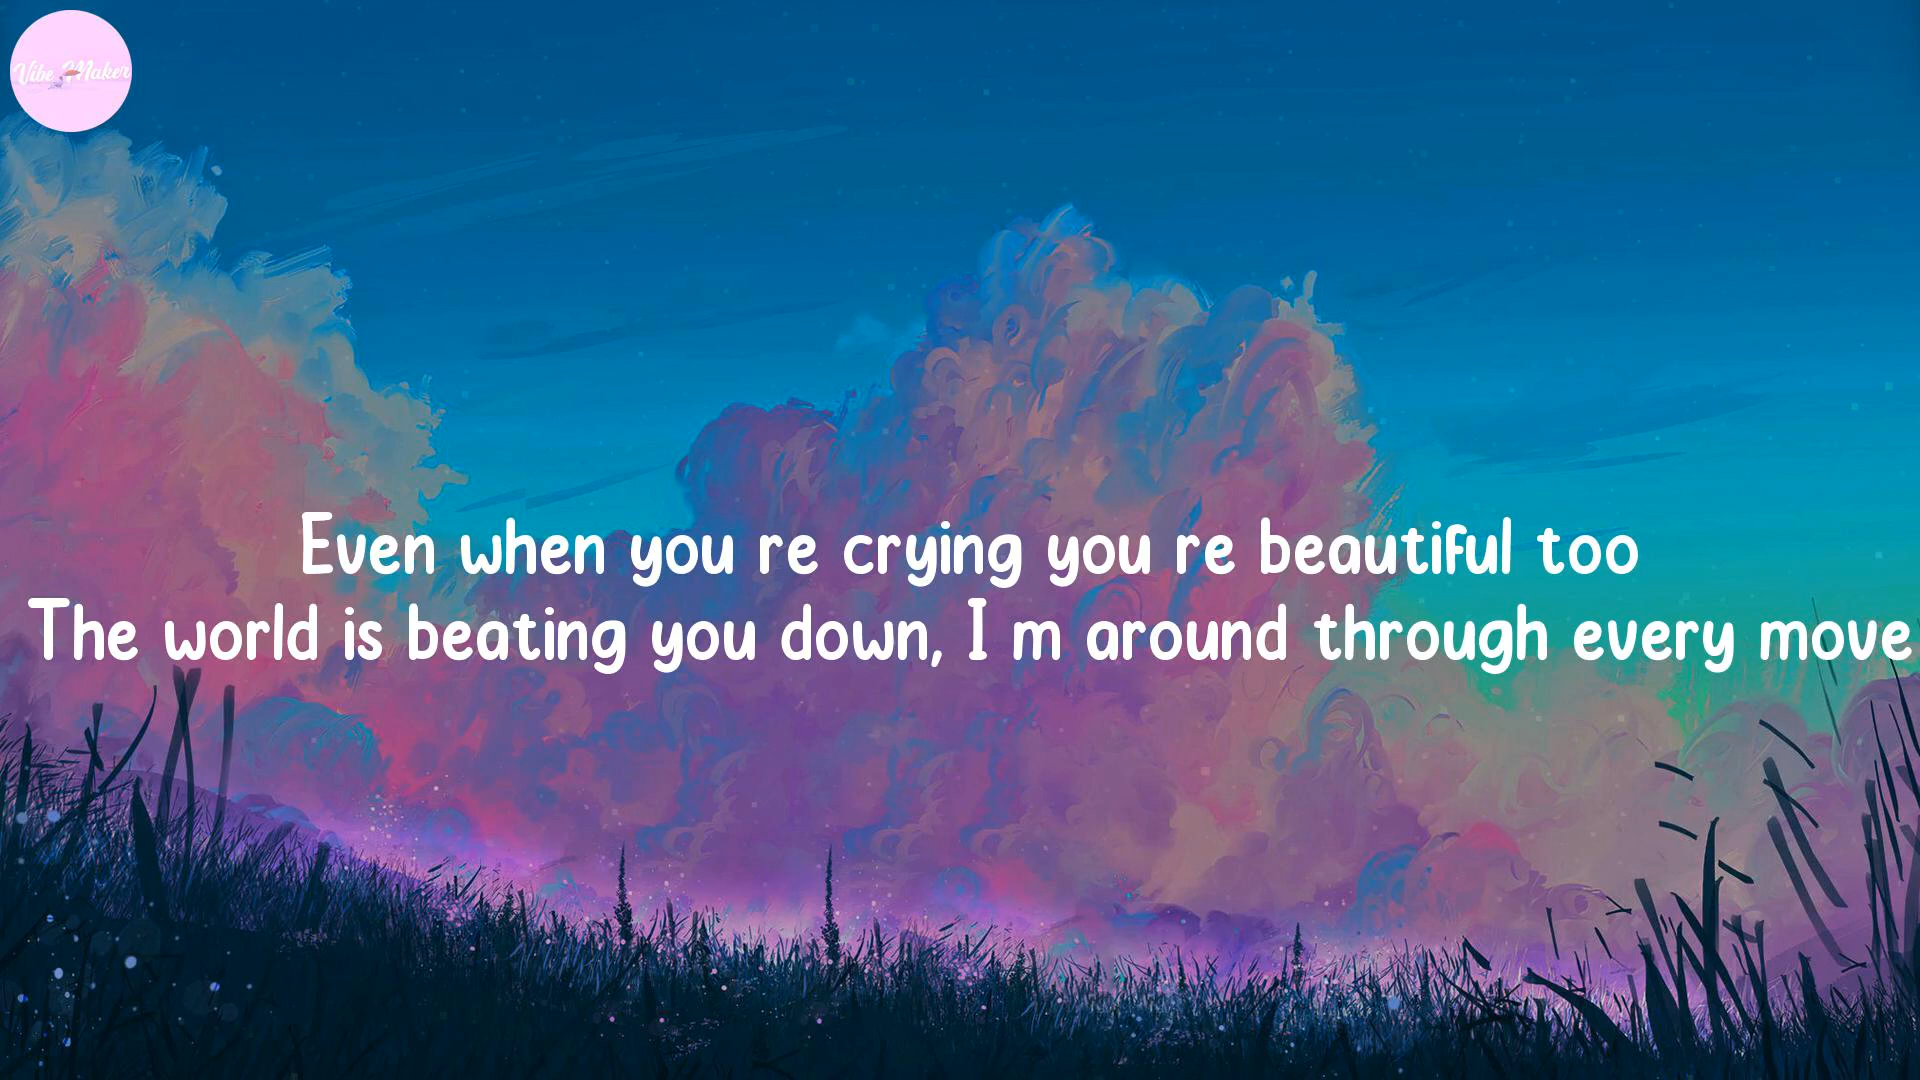 Vibe Maker
Even when you re crying you re beautiful too
The world is beating you down, I m around through every move